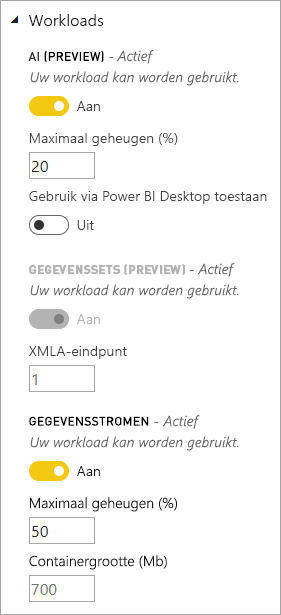 Workloads
AI (PREVIEW) - Actief
Uw workload kan worden gebruikt.
Aan
Maximaal geheugen (%)
20
Gebruik via Power BI Desktop toestaan
Uit
GEGEVENSSETS (PREVIEW) - Actief
Uw workload kan worden gebruikt.
Aan
XMLA-eindpunt
1
GEGEVENSSTROMEN - Actief
Uw workload kan worden gebruikt.
Aan
Maximaal geheugen (%)
50
Containergrootte (Mb)
700